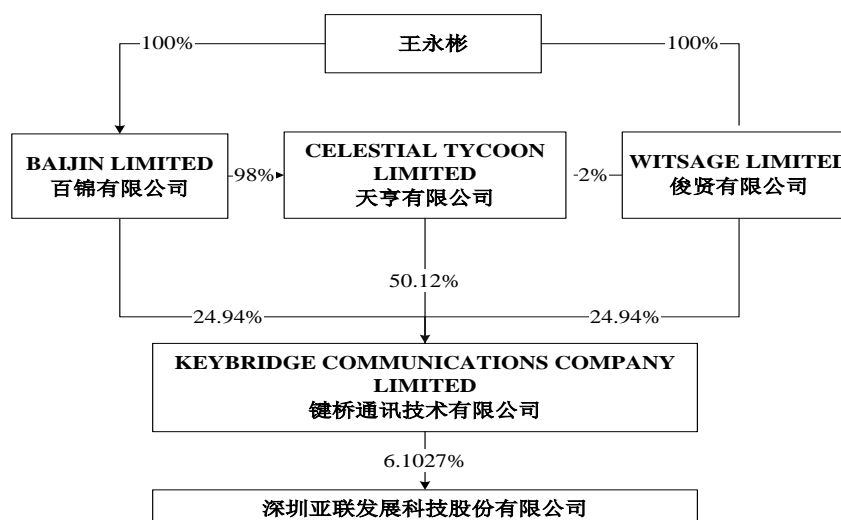 100%
王永彬
100%
BAIJIN LIMITED
百锦有限公司
98%
CELESTIAL TYCOON
LIMITED
天亨有限公司
2%
WITSAGE LIMITED
俊贤有限公司
50.12%
24.94%
24.94%
KEYBRIDGE COMMUNICATIONS COMPANY
LIMITED
键桥通讯技术有限公司
6.1027%
深圳亚联发展科技股份有限公司